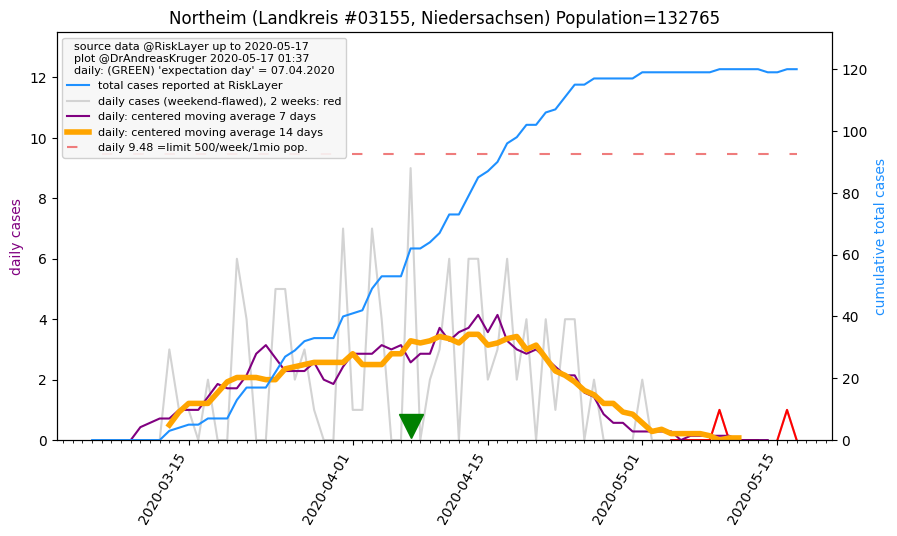 Northeim (Landkreis #03155, Niedersachsen) Population=132765
source data @RiskLayer up to 2020-05-17
plot @DrAndreasKruger 2020-05-17 01:37
daily: (GREEN) 'expectation day' = 07.04.2020
total cases reported at RiskLayer
daily cases (weekend-flawed), 2 weeks: red
daily: centered moving average 7 days
daily: centered moving average 14 days
daily 9.48 =limit 500/week/1mio pop.
daily cases
12
10
8
6
4
2
0
120
100
80
60
40
20
0
cumulative total cases
2020-03-15
2020-04-01
2020-04-15
2020-05-01
2020-05-15